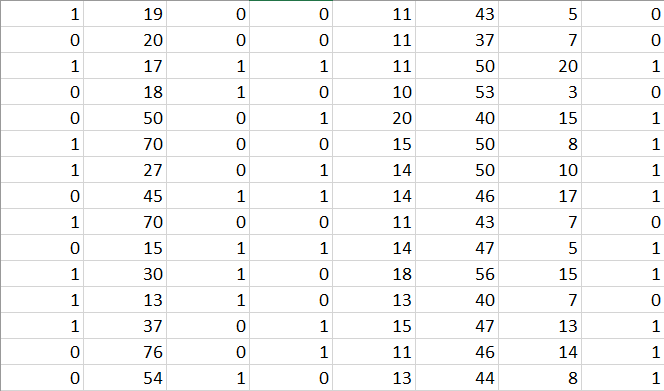 1 19 0 0 11 43 5 0
0 20 0 0 11 37 7 0
1 17 1 1 11 50 20 1
0 18 1 0 10 53 3 0
0 50 0 1 20 40 15 1
1 70 0 0 15 50 8 1
1 27 0 1 14 50 10 1
0 45 1 1 14 46 17 1
1 70 0 0 11 43 7 0
0 15 1 1 14 47 5 1
1 30 1 0 18 56 15 1
1 13 1 0 13 40 7 0
1 37 0 1 15 47 13 1
0 76 0 1 11 46 14 1
0 54 1 0 13 44 8 1